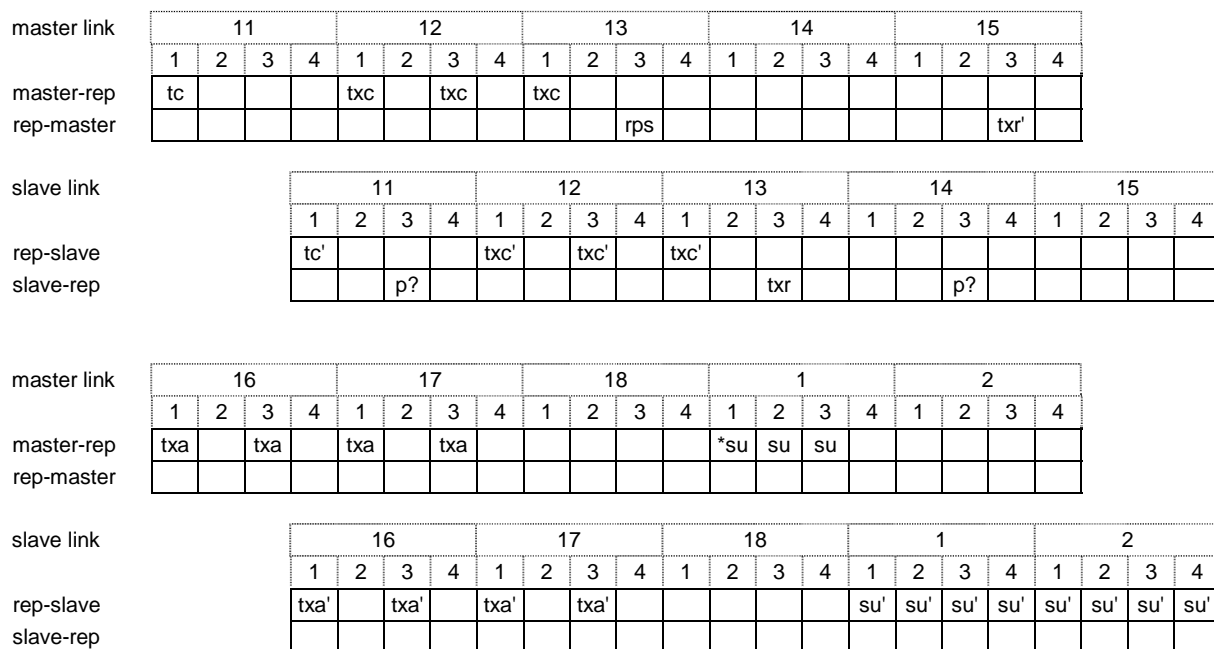 master link 11 12 13 14 15
1 2 3 4 1 2 3 4 1 2 3 4 1 2 3 4 1 2 3 4
master-rep tc txc txc txc
rep-master rps txr'
slave link 11 12 13 14 15
1 2 3 4 1 2 3 4 1 2 3 4 1 2 3 4 1 2 3 4
rep-slave tc' txc' txc' txc'
slave-rep p? txr p?
master link 16 17 18 1 2
1 2 3 4 1 2 3 4 1 2 3 4 1 2 3 4 1 2 3 4
master-rep txa txa txa txa *su su su
rep-master
slave link 16 17 18 1 2
1 2 3 4 1 2 3 4 1 2 3 4 1 2 3 4 1 2 3 4
rep-slave txa' txa' txa' txa' su' su' su' su' su' su' su' su'
slave-rep